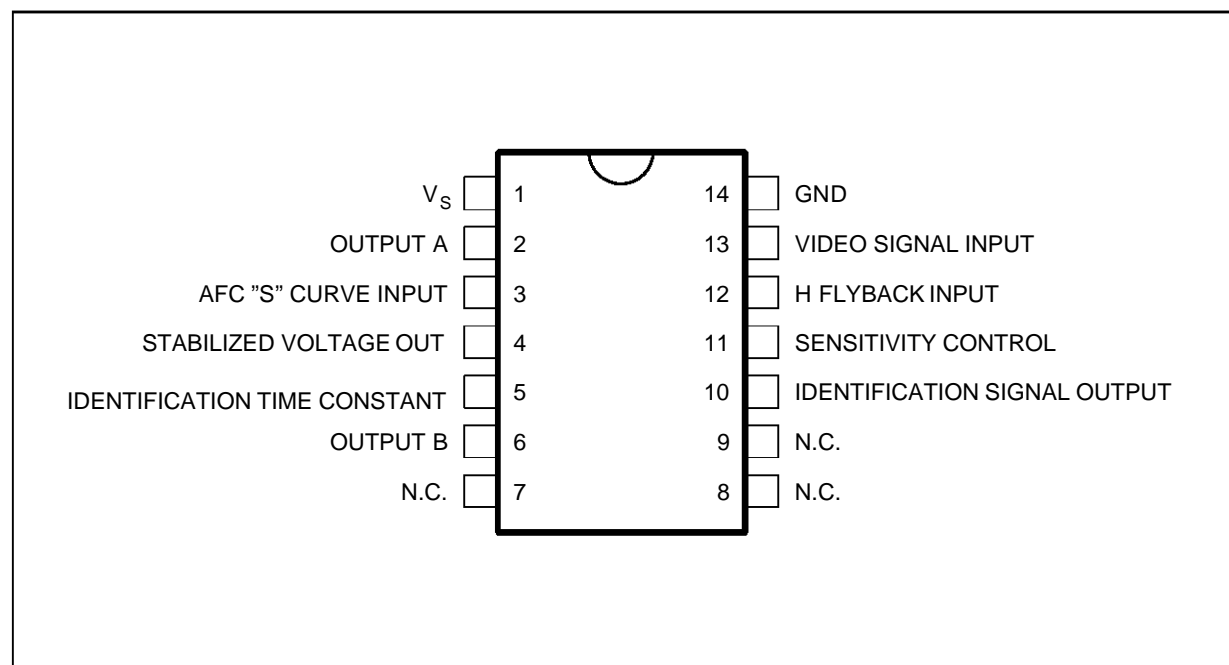 V_S 1 14 GND
OUTPUT A 2 13 VIDEO SIGNAL INPUT
AFC ”S” CURVE INPUT 3 12 H FLYBACK INPUT
STABILIZED VOLTAGE OUT 4 11 SENSITIVITY CONTROL
IDENTIFICATION TIME CONSTANT 5 10 IDENTIFICATION SIGNAL OUTPUT
OUTPUT B 6 9 N.C.
N.C. 7 8 N.C.